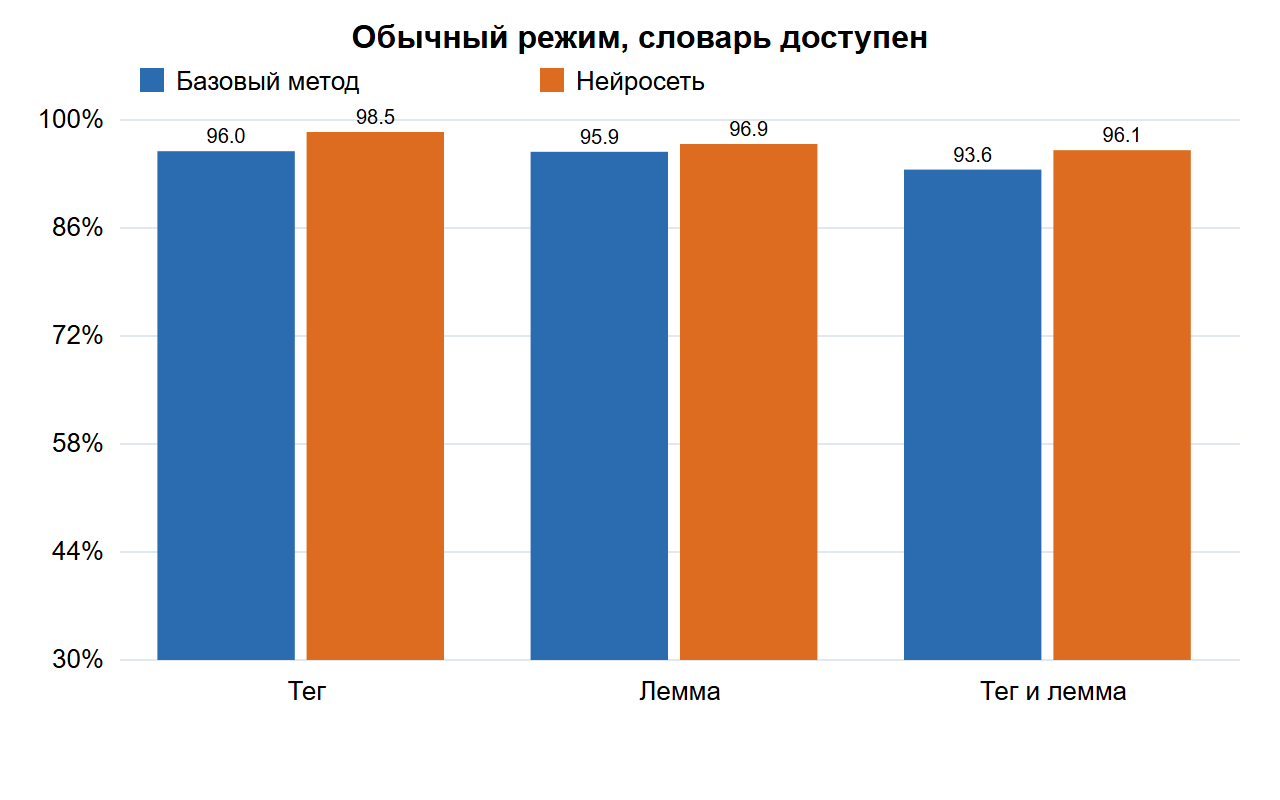 Обычный режим, словарь доступен
Базовый метод Нейросеть
100%
86%
72%
58%
44%
30%
96.0 98.5 95.9 96.9 93.6 96.1
Тег Лемма Тег и лемма